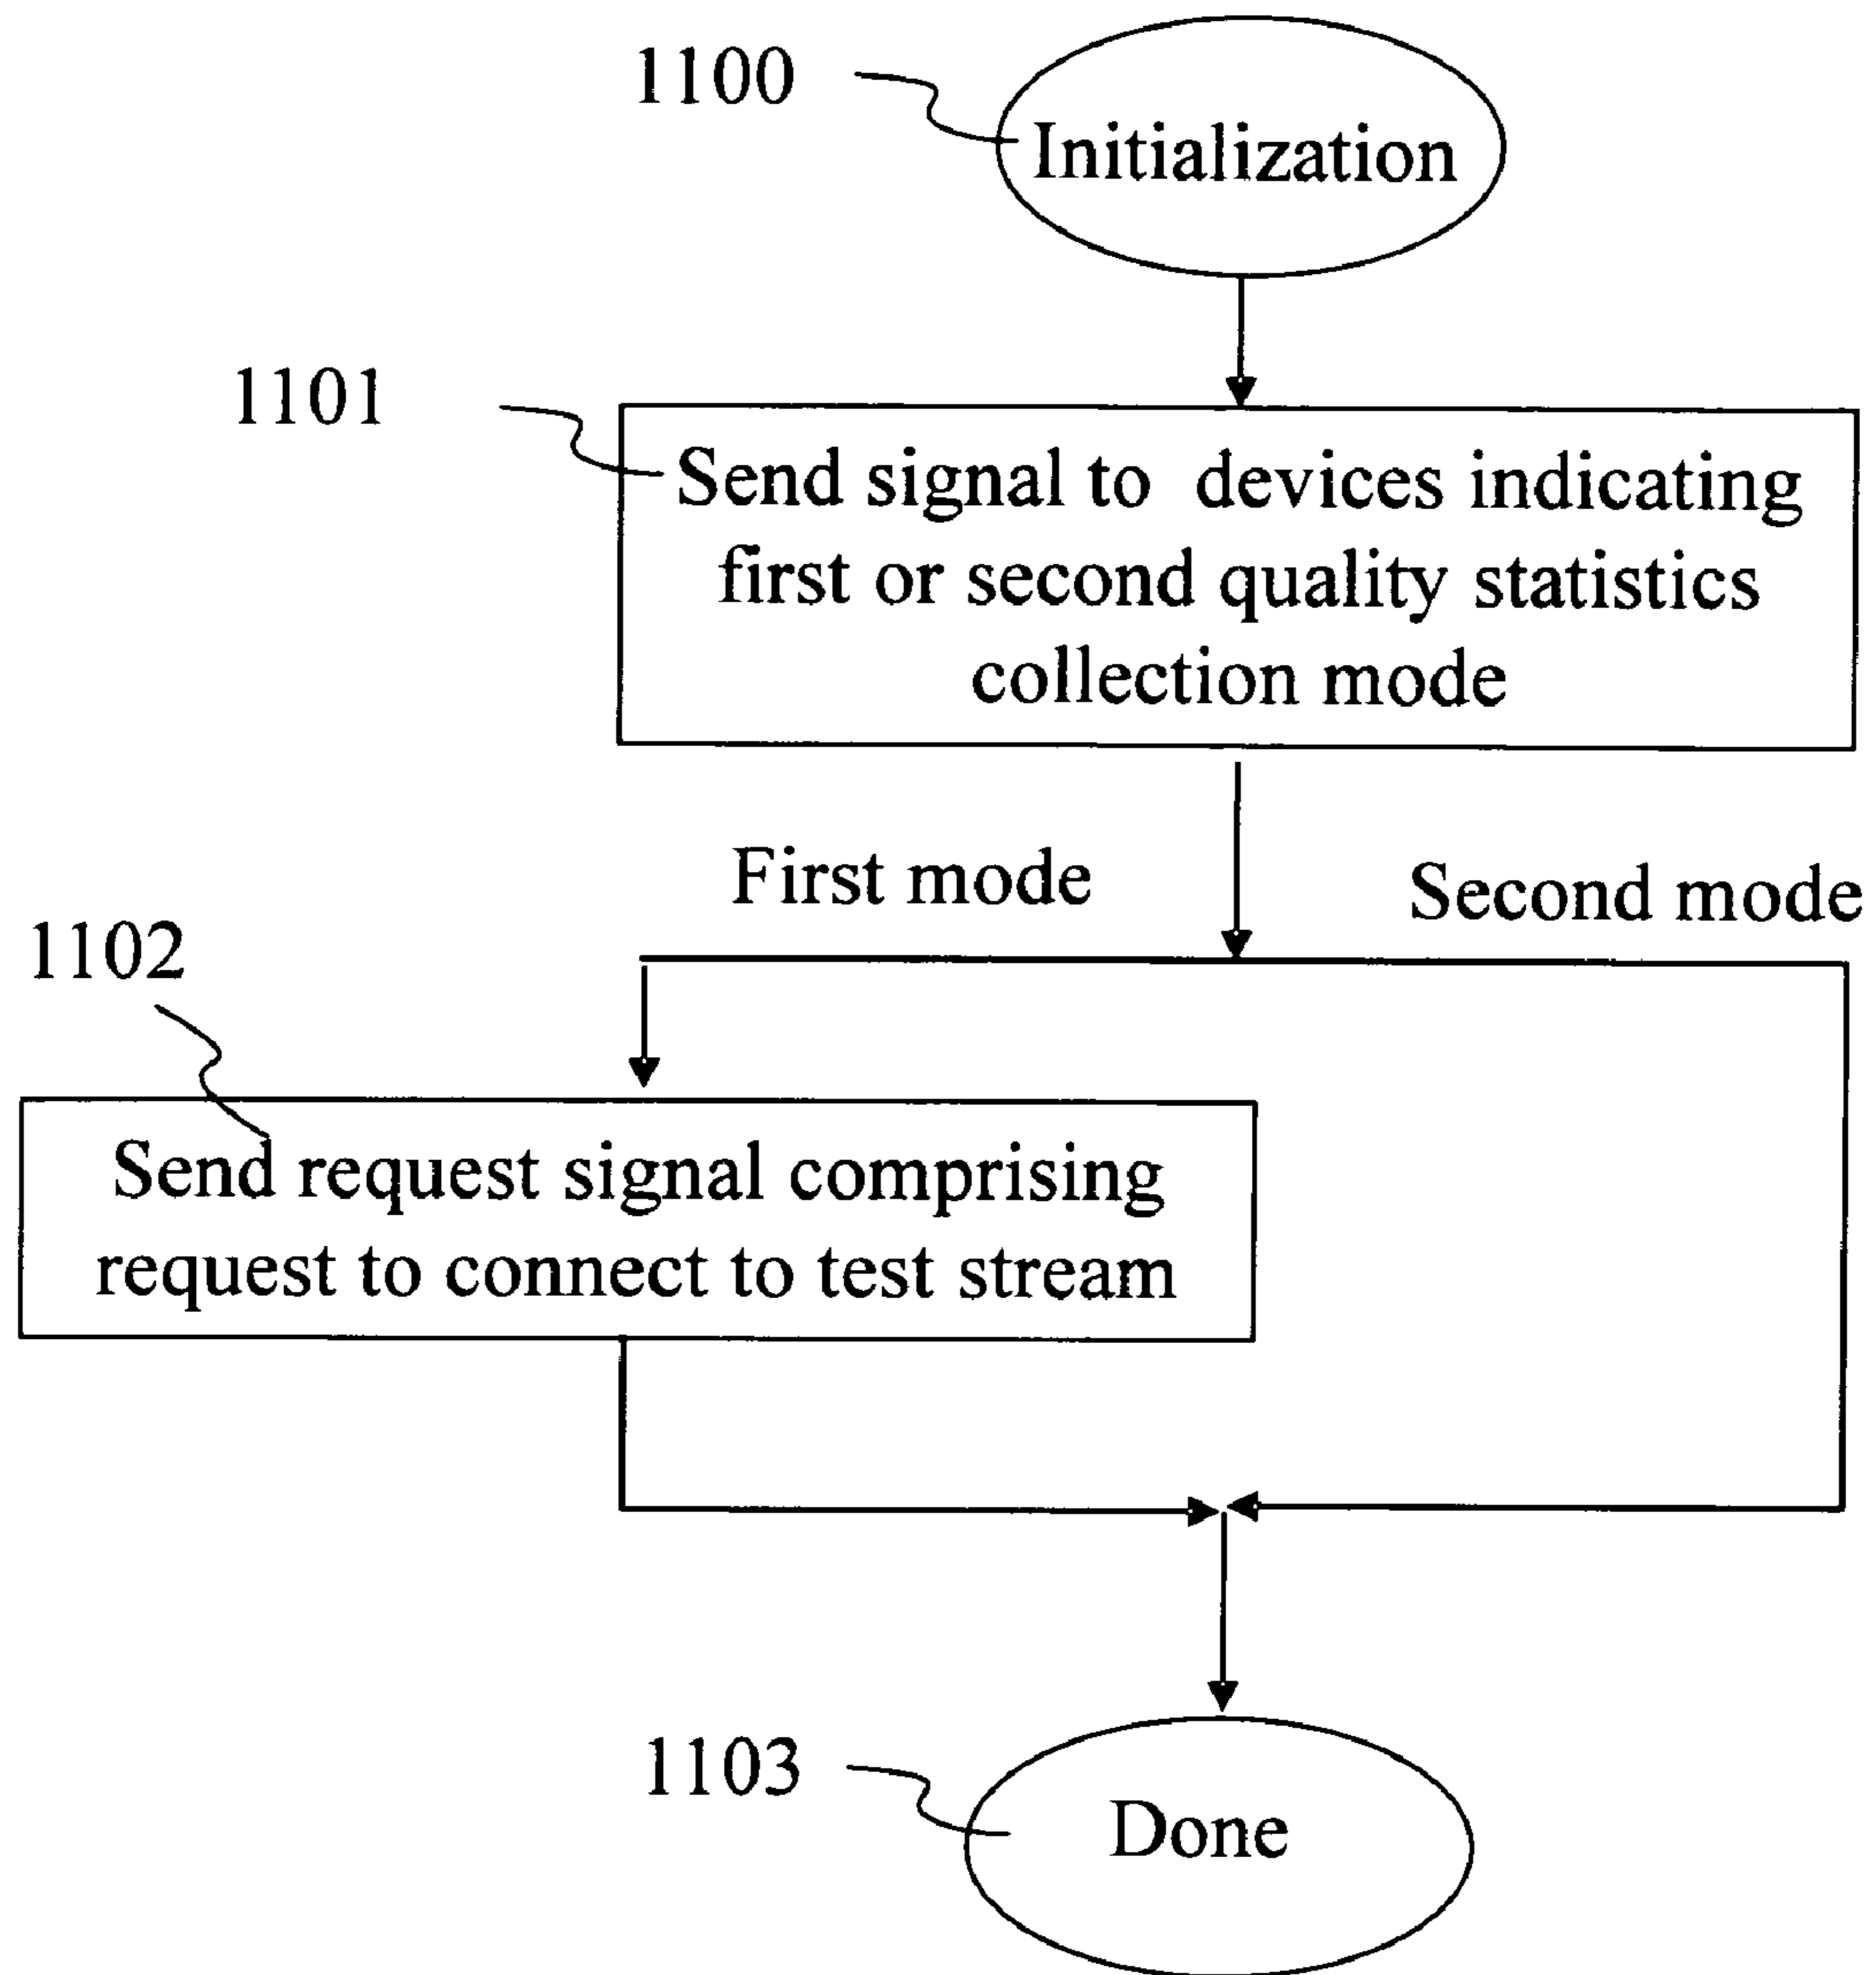 1100
Initialization
1101
Send signal to devices indicating
first or second quality statistics
collection mode
First mode
Second mode
1102
Send request signal comprising
request to connect to test stream
1103
Done